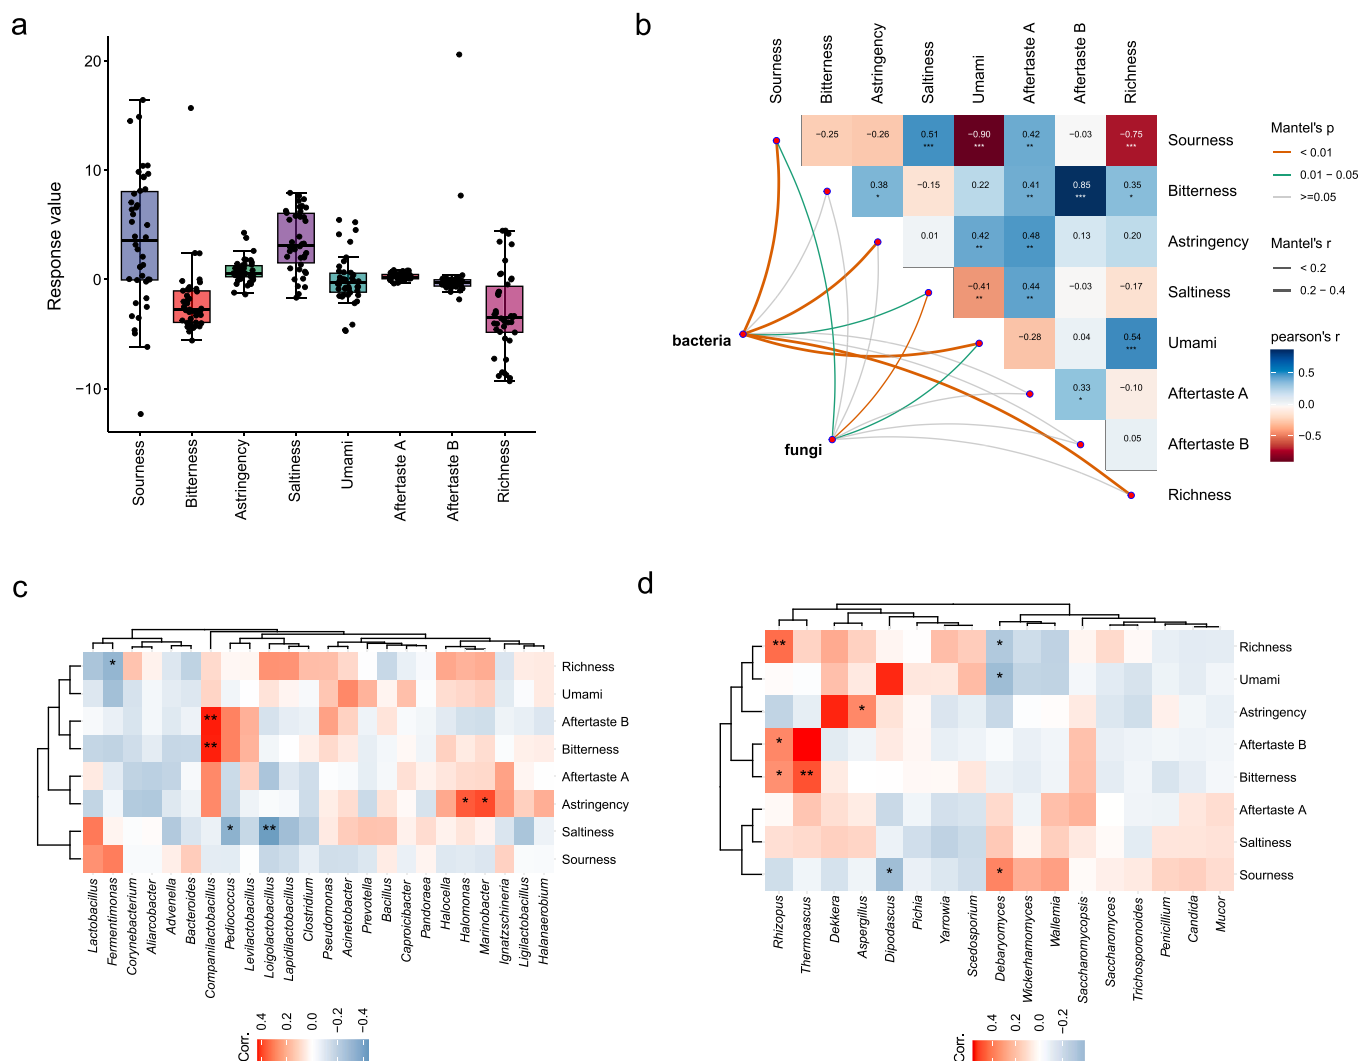 a
Response value
20
10
0
−10
Sourness
Bitterness
Astringency
Saltiness
Umami
Aftertaste A
Aftertaste B
Richness
b
Sourness
Bitterness
Astringency
Saltiness
Umami
Aftertaste A
Aftertaste B
Richness
−0.25 −0.26 0.51 *** −0.90 *** 0.42 ** −0.03 −0.75 *** Sourness
0.38 * −0.15 0.22 0.41 ** 0.85 *** 0.35 * Bitterness
0.01 0.42 ** 0.48 ** 0.13 0.20 Astringency
−0.41 ** 0.44 ** −0.03 −0.17 Saltiness
−0.28 0.04 0.54 *** Umami
0.33 * −0.10 Aftertaste A
0.05 Aftertaste B
Richness
bacteria
fungi
Mantel's p
< 0.01
0.01 − 0.05
>=0.05
Mantel's r
< 0.2
0.2 − 0.4
pearson's r
0.5
0.0
−0.5
c
* Richness
Umami
** Aftertaste B
** Bitterness
Aftertaste A
* * Astringency
* ** Saltiness
Sourness
Lactobacillus
Fermentimonas
Corynebacterium
Aliarcobacter
Advenella
Bacteroides
Companilactobacillus
Pediococcus
Levilactobacillus
Loigolactobacillus
Lapidilactobacillus
Clostridium
Pseudomonas
Acinetobacter
Prevotella
Bacillus
Caproicibacter
Pandoraea
Halocella
Halomonas
Marinobacter
Ignatzschineria
Ligilactobacillus
Halanaerobium
Corr.
0.4
0.2
0.0
−0.2
−0.4
d
** * Richness
* Umami
* Astringency
* Aftertaste B
* ** Bitterness
Aftertaste A
Saltiness
* * Sourness
Rhizopus
Thermoascus
Dekkera
Aspergillus
Dipodascus
Pichia
Yarrowia
Scedosporium
Debaryomyces
Wickerhamomyces
Wallemia
Saccharomycopsis
Saccharomyces
Trichosporonoides
Penicillium
Candida
Mucor
Corr.
0.4
0.2
0.0
−0.2